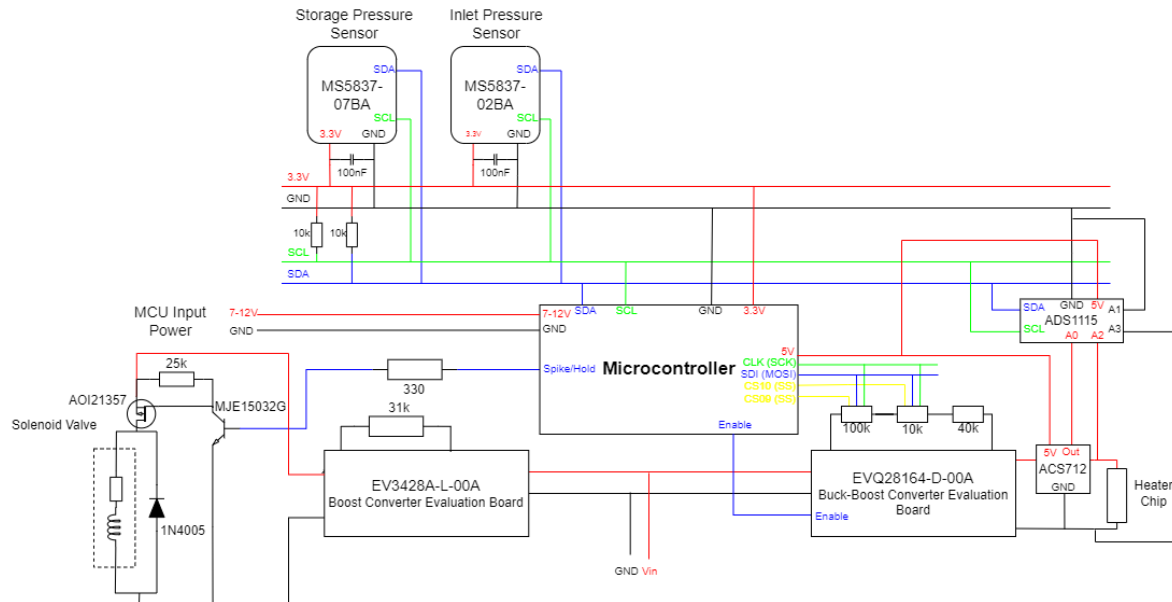 Storage Pressure
Sensor
Inlet Pressure
Sensor
SDA
MS5837-
07BA
SCL
3.3V
GND
100nF
SDA
MS5837-
02BA
SCL
3.3V
GND
100nF
3.3V
GND
10k
10k
SCL
SDA
MCU Input
Power
7-12V
GND
SDA
SCL
GND
3.3V
7-12V
GND
Spike/Hold
Microcontroller
5V
CLK (SCK)
SDI (MOSI)
CS10 (SS)
CS09 (SS)
Enable
GND
5V
SDA
A1
ADS1115
SCL
A0
A2
A3
25k
AOI21357
MJE15032G
Solenoid Valve
330
31k
1N4005
EV3428A-L-00A
Boost Converter Evaluation Board
100k
10k
40k
EVQ28164-D-00A
Buck-Boost Converter Evaluation
Board
Enable
5V
Out
ACS712
GND
Heater
Chip
GND
Vin